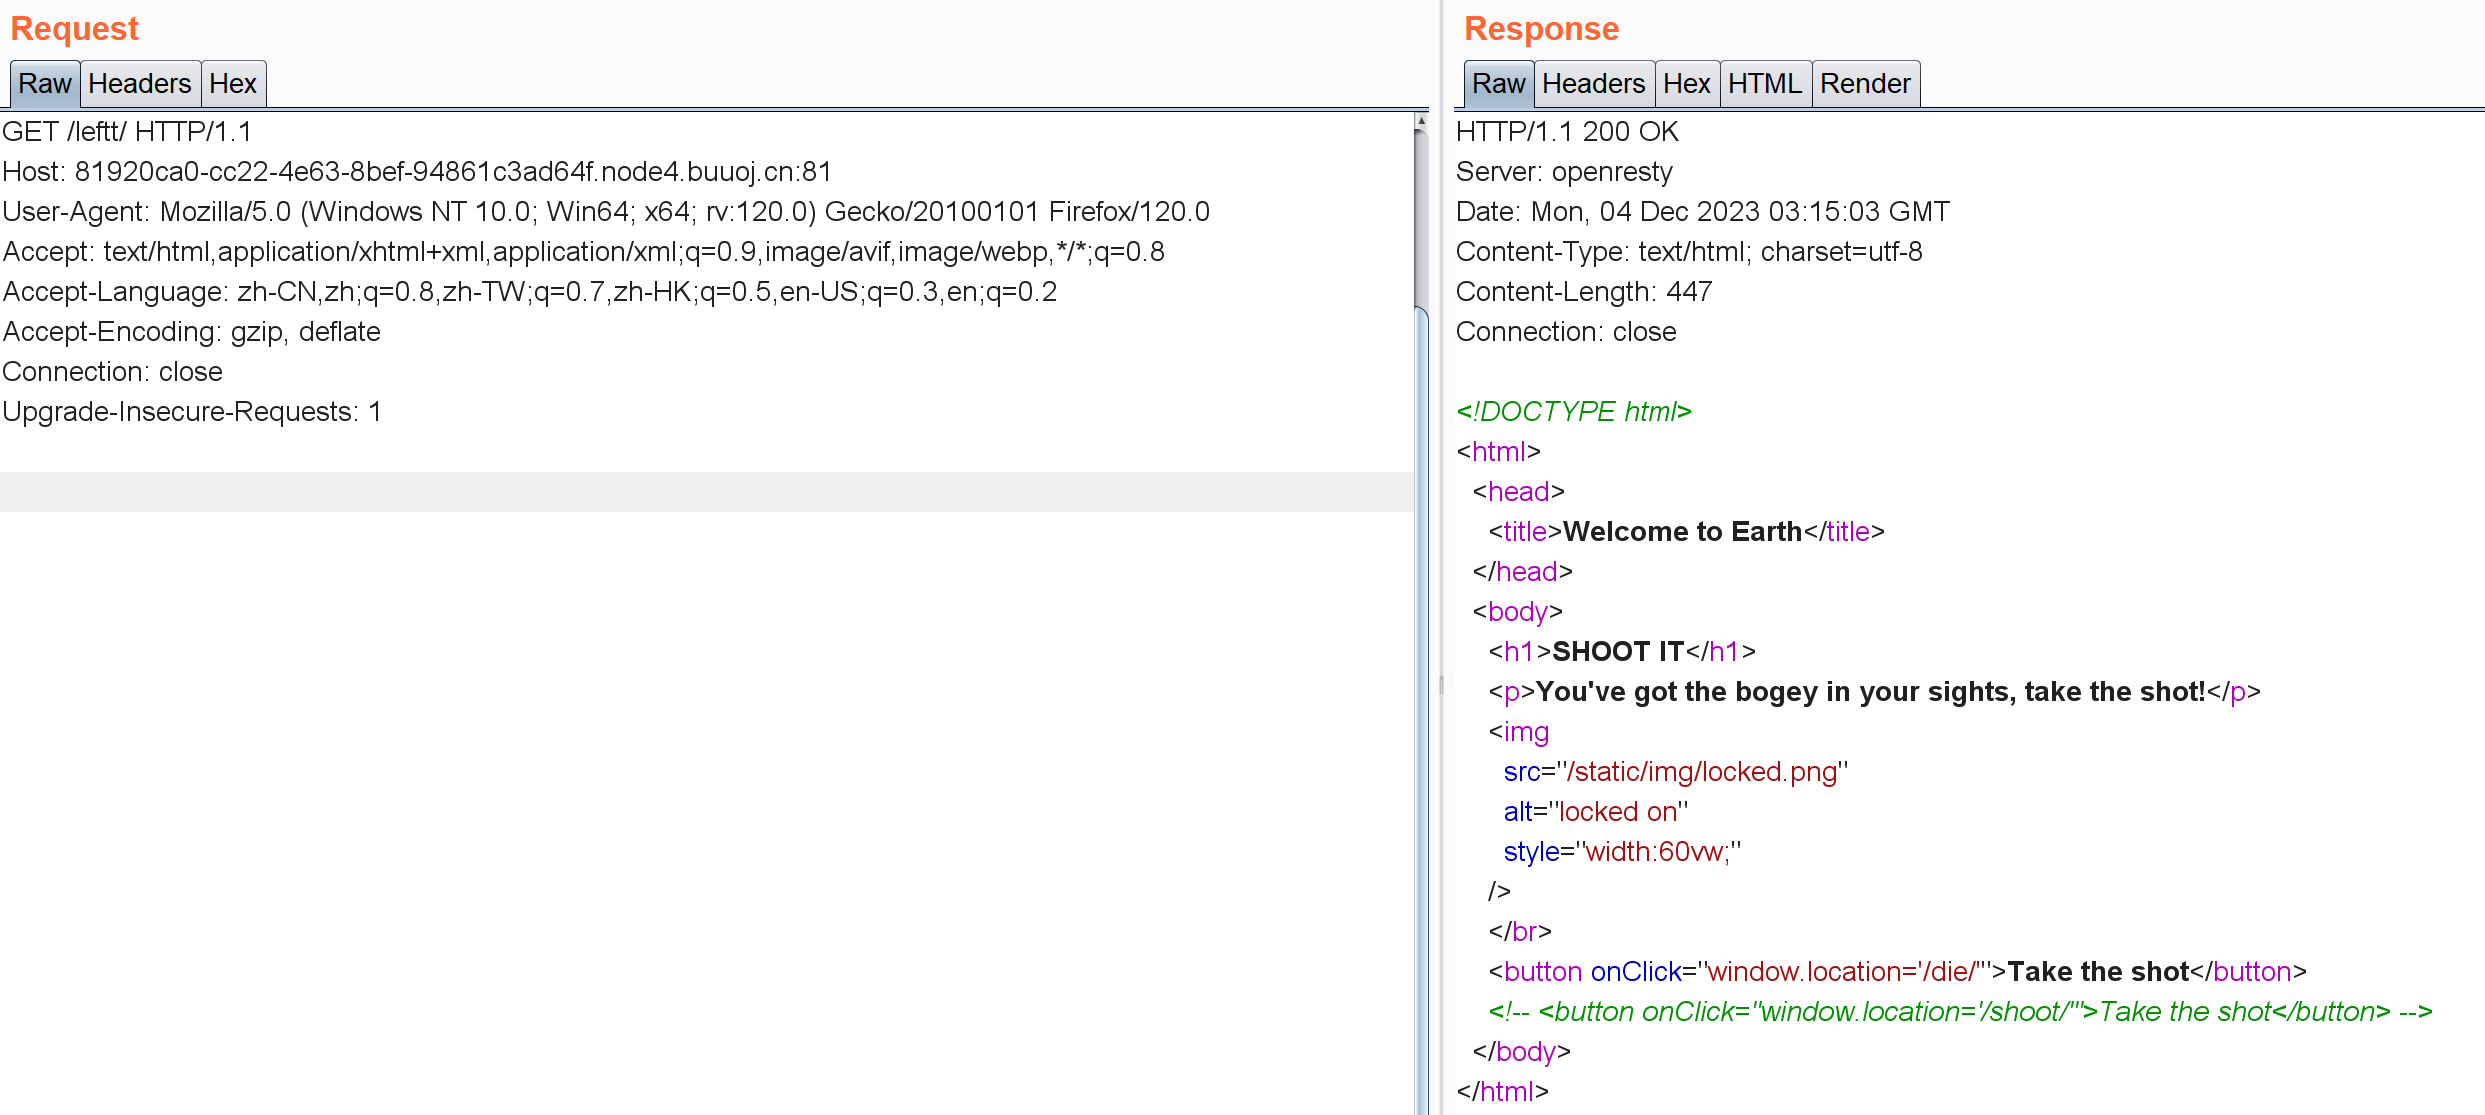 Request
Raw Headers Hex
GET /leftt/ HTTP/1.1
Host: 81920ca0-cc22-4e63-8bef-94861c3ad64f.node4.buuoj.cn:81
User-Agent: Mozilla/5.0 (Windows NT 10.0; Win64; x64; rv:120.0) Gecko/20100101 Firefox/120.0
Accept: text/html,application/xhtml+xml,application/xml;q=0.9,image/avif,image/webp,*/*;q=0.8
Accept-Language: zh-CN,zh;q=0.8,zh-TW;q=0.7,zh-HK;q=0.5,en-US;q=0.3,en;q=0.2
Accept-Encoding: gzip, deflate
Connection: close
Upgrade-Insecure-Requests: 1
Response
Raw Headers Hex HTML Render
HTTP/1.1 200 OK
Server: openresty
Date: Mon, 04 Dec 2023 03:15:03 GMT
Content-Type: text/html; charset=utf-8
Content-Length: 447
Connection: close
<!DOCTYPE html>
<html>
<head>
<title>Welcome to Earth</title>
</head>
<body>
<h1>SHOOT IT</h1>
<p>You've got the bogey in your sights, take the shot!</p>
<img
src="/static/img/locked.png"
alt="locked on"
style="width:60vw;"
/>
</br>
<button onClick="window.location='/die/'">Take the shot</button>
<!-- <button onClick="window.location='/shoot/'">Take the shot</button> -->
</body>
</html>